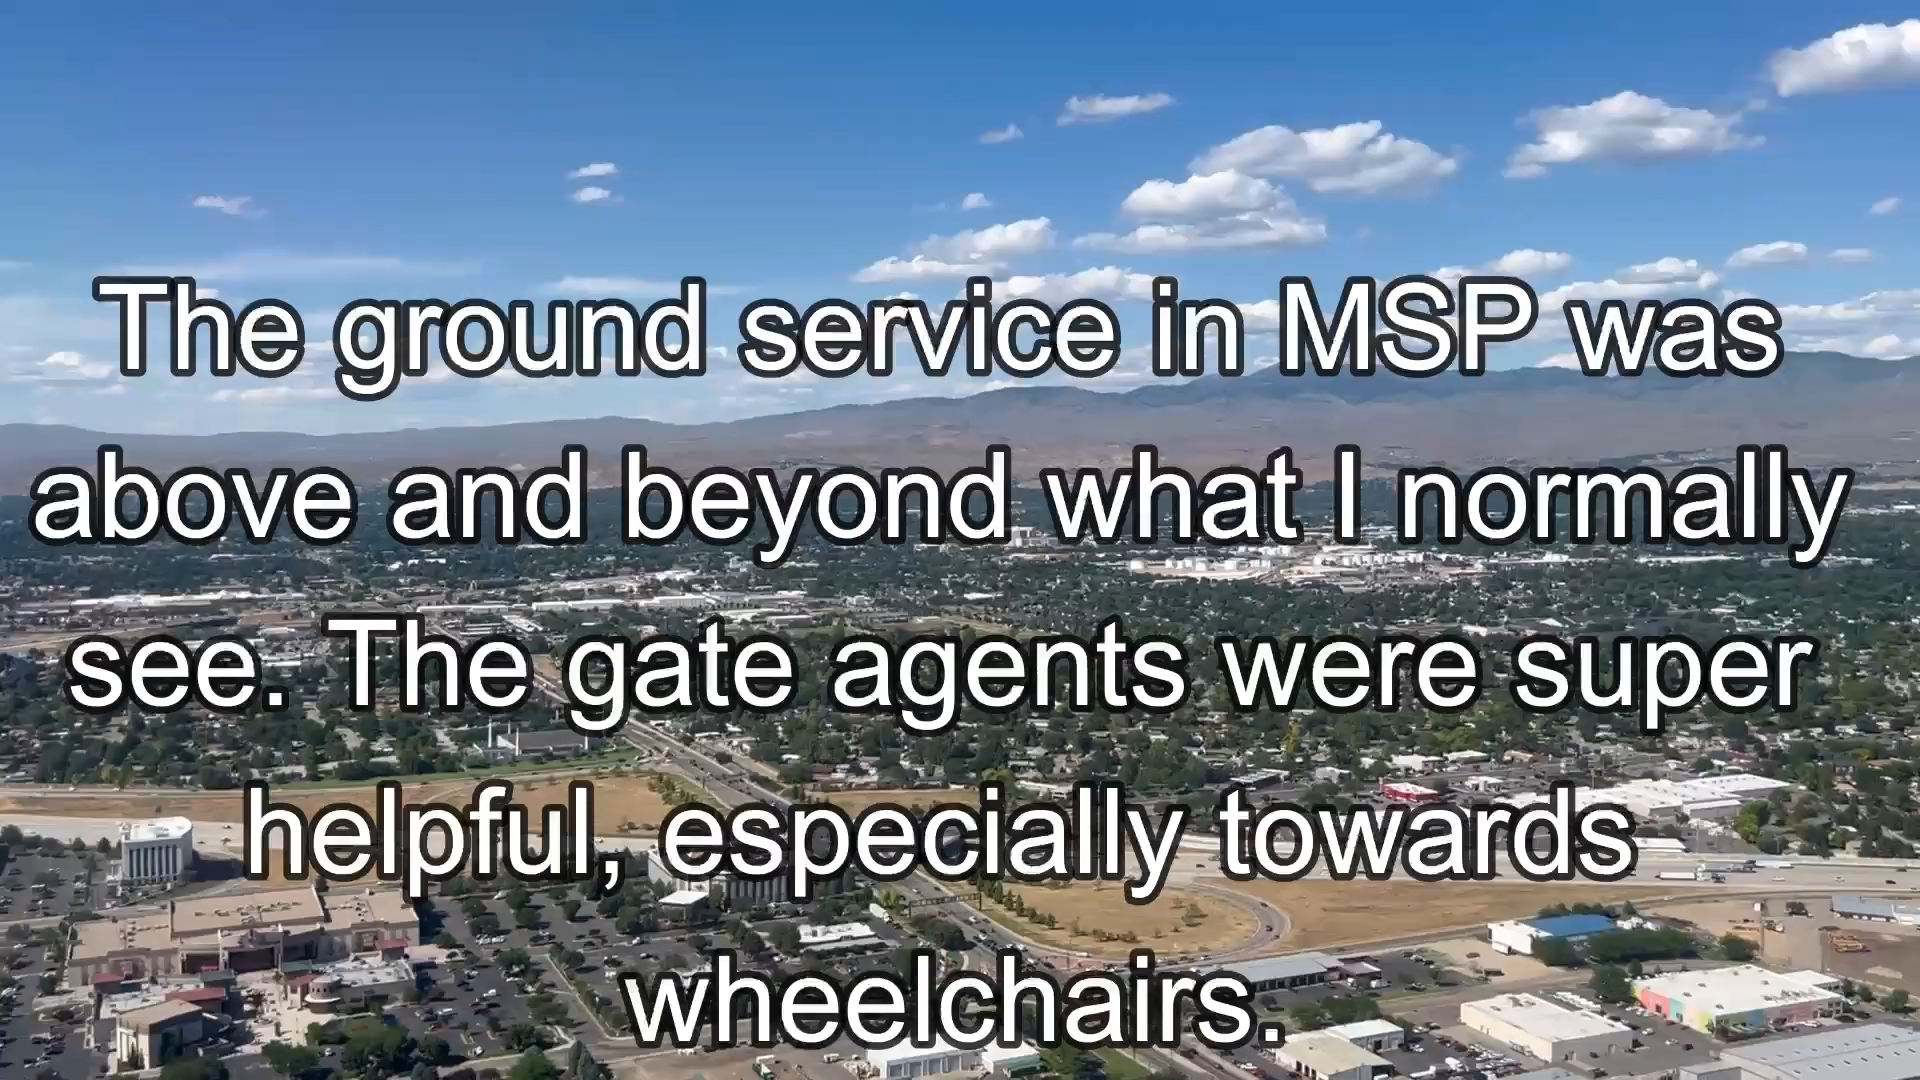 The ground service in MSP was
above and beyond what I normally
see. The gate agents were super
helpful, especially towards
wheelchairs.